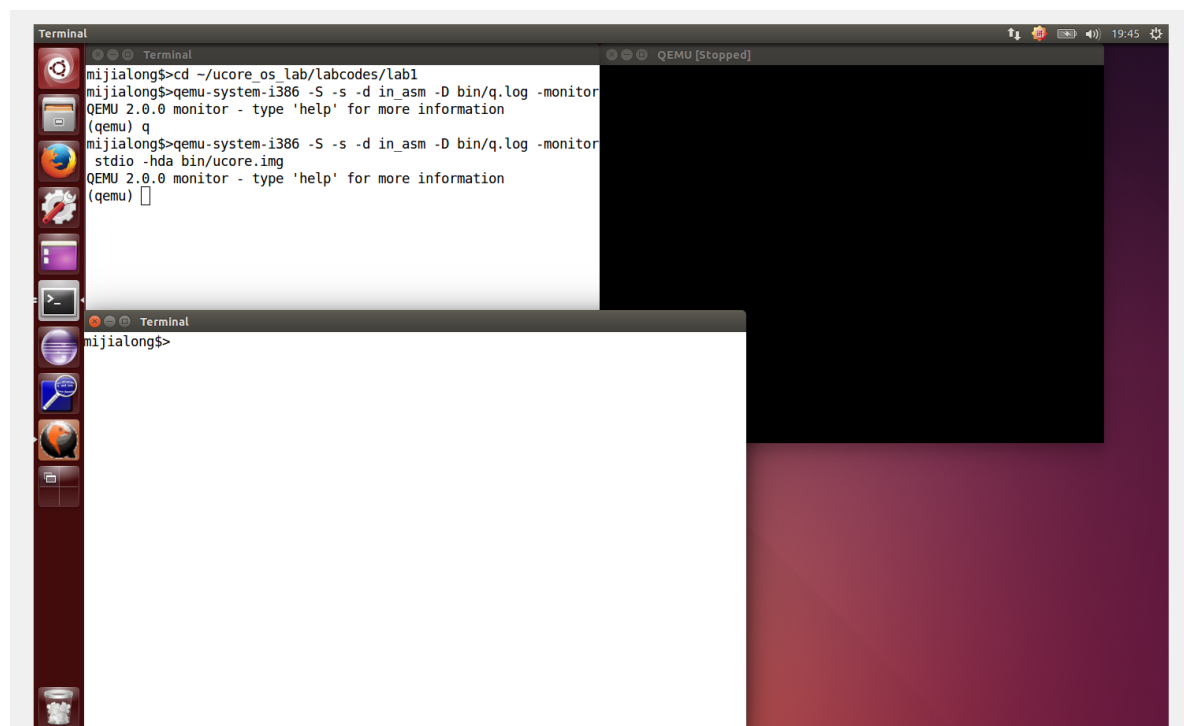 Terminal
19:45
Terminal
QEMU [Stopped]
mijialong$>cd ~/ucore_os_lab/labcodes/lab1
mijialong$>qemu-system-i386 -S -s -d in_asm -D bin/q.log -monitor
QEMU 2.0.0 monitor - type 'help' for more information
(qemu) q
mijialong$>qemu-system-i386 -S -s -d in_asm -D bin/q.log -monitor
 stdio -hda bin/ucore.img
QEMU 2.0.0 monitor - type 'help' for more information
(qemu)
Terminal
mijialong$>